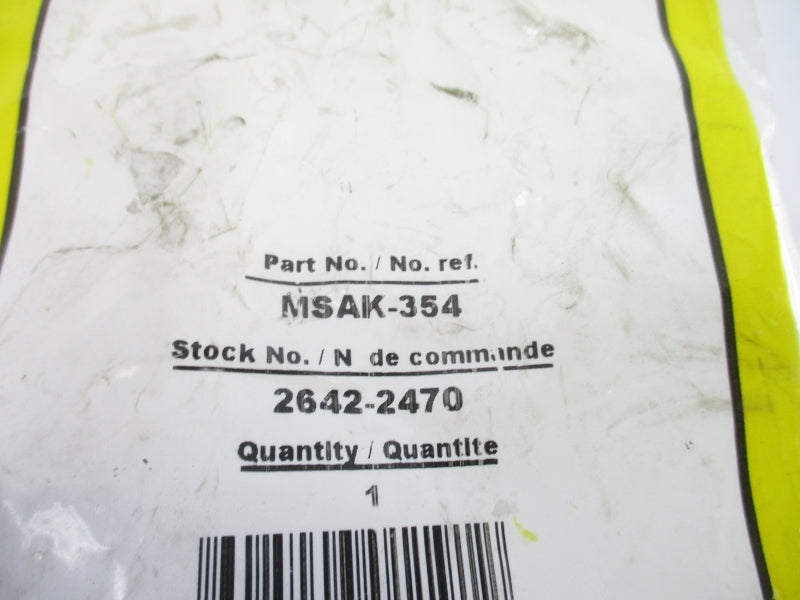 Part No. / No. ref.
MSAK-354
Stock No. / N de commande
2642-2470
Quantity / Quantite
1